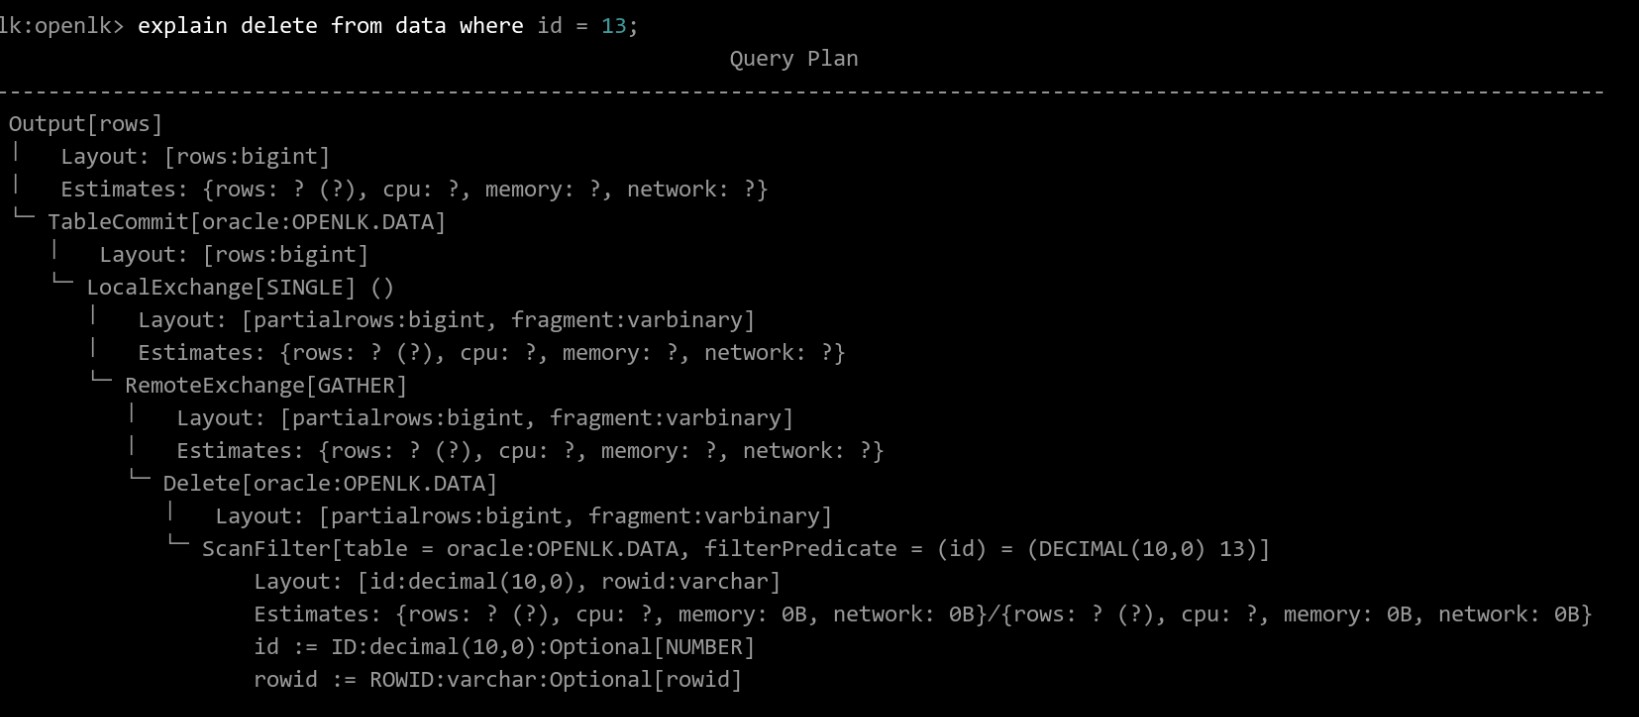 lk:openlk> explain delete from data where id = 13;
Query Plan
-----------------------------------------------------------------------------------------------------------------------------
Output[rows]
│   Layout: [rows:bigint]
│   Estimates: {rows: ? (?), cpu: ?, memory: ?, network: ?}
└─ TableCommit[oracle:OPENLK.DATA]
   │   Layout: [rows:bigint]
   └─ LocalExchange[SINGLE] ()
      │   Layout: [partialrows:bigint, fragment:varbinary]
      │   Estimates: {rows: ? (?), cpu: ?, memory: ?, network: ?}
      └─ RemoteExchange[GATHER]
         │   Layout: [partialrows:bigint, fragment:varbinary]
         │   Estimates: {rows: ? (?), cpu: ?, memory: ?, network: ?}
         └─ Delete[oracle:OPENLK.DATA]
            │   Layout: [partialrows:bigint, fragment:varbinary]
            └─ ScanFilter[table = oracle:OPENLK.DATA, filterPredicate = (id) = (DECIMAL(10,0) 13)]
                   Layout: [id:decimal(10,0), rowid:varchar]
                   Estimates: {rows: ? (?), cpu: ?, memory: 0B, network: 0B}/{rows: ? (?), cpu: ?, memory: 0B, network: 0B}
                   id := ID:decimal(10,0):Optional[NUMBER]
                   rowid := ROWID:varchar:Optional[rowid]